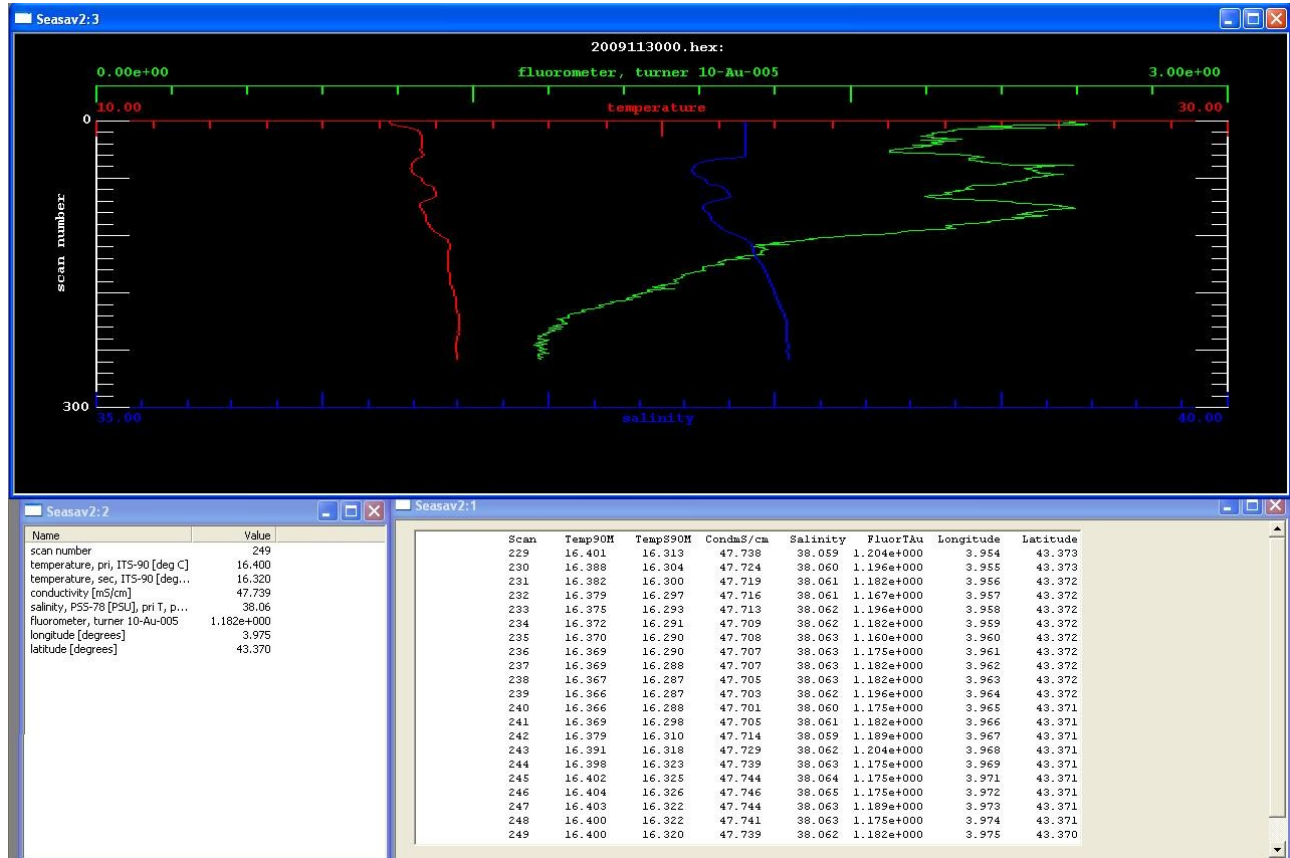 Seasav2:3
2009113000.hex:
0.00e+00 fluorometer, turner 10-Au-005 3.00e+00
10.00 temperature 30.00
0
scan number
300
35.00 salinity 40.00
Seasav2:2
Name Value
scan number 249
temperature, pri, ITS-90 [deg C] 16.400
temperature, sec, ITS-90 [deg... 16.320
conductivity [mS/cm] 47.739
salinity, PSS-78 [PSU], pri T, p... 38.06
fluorometer, turner 10-Au-005 1.182e+000
longitude [degrees] 3.975
latitude [degrees] 43.370
Seasav2:1
Scan Temp90M TempS90M CondmS/cm Salinity FluorTAu Longitude Latitude
229 16.401 16.313 47.738 38.059 1.204e+000 3.954 43.373
230 16.388 16.304 47.724 38.060 1.196e+000 3.955 43.373
231 16.382 16.300 47.719 38.061 1.182e+000 3.956 43.372
232 16.379 16.297 47.716 38.061 1.167e+000 3.957 43.372
233 16.375 16.293 47.713 38.062 1.196e+000 3.958 43.372
234 16.372 16.291 47.709 38.062 1.182e+000 3.959 43.372
235 16.370 16.290 47.708 38.063 1.160e+000 3.960 43.372
236 16.369 16.290 47.707 38.063 1.175e+000 3.961 43.372
237 16.369 16.288 47.707 38.063 1.182e+000 3.962 43.372
238 16.367 16.287 47.705 38.063 1.182e+000 3.963 43.372
239 16.366 16.287 47.703 38.062 1.196e+000 3.964 43.372
240 16.366 16.288 47.701 38.060 1.175e+000 3.965 43.371
241 16.369 16.298 47.705 38.061 1.182e+000 3.966 43.371
242 16.379 16.310 47.714 38.059 1.189e+000 3.967 43.371
243 16.391 16.318 47.729 38.062 1.204e+000 3.968 43.371
244 16.398 16.323 47.739 38.063 1.175e+000 3.969 43.371
245 16.402 16.325 47.744 38.064 1.175e+000 3.971 43.371
246 16.404 16.326 47.746 38.065 1.175e+000 3.972 43.371
247 16.403 16.322 47.744 38.063 1.189e+000 3.973 43.371
248 16.400 16.322 47.741 38.063 1.175e+000 3.974 43.371
249 16.400 16.320 47.739 38.062 1.182e+000 3.975 43.370